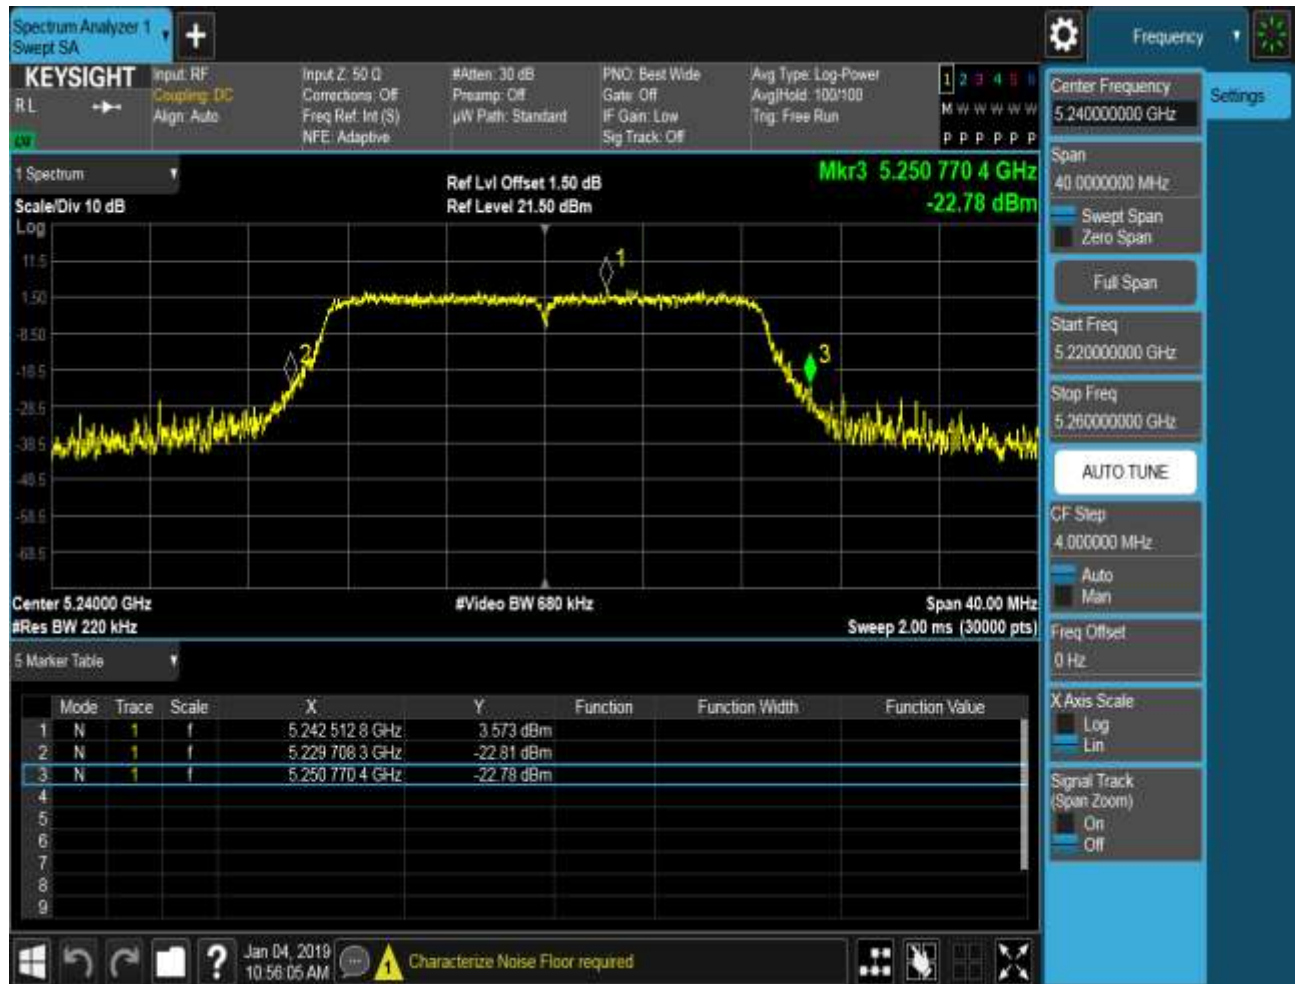 Spectrum Analyzer 1
Swept SA
Frequency
KEYSIGHT
RL
Input: RF
Coupling: DC
Align: Auto
Input Z: 50 Ω
Corrections: Off
Freq Ref: Int (S)
NFE: Adaptive
#Atten: 30 dB
Preamp: Off
µW Path: Standard
PNO: Best Wide
Gate: Off
IF Gain: Low
Sig Track: Off
Avg Type: Log-Power
Avg|Hold: 100/100
Trig: Free Run
1 2 3 4 5 6
M W W W W W
P P P P P P
1 Spectrum
Scale/Div 10 dB
Ref Lvl Offset 1.50 dB
Ref Level 21.50 dBm
Mkr3 5.250 770 4 GHz
-22.78 dBm
Log
11.5
1.50
-8.50
-18.5
-28.5
-38.5
-48.5
-58.5
-68.5
1
2
3
Center 5.24000 GHz
#Video BW 680 kHz
Span 40.00 MHz
#Res BW 220 kHz
Sweep 2.00 ms (30000 pts)
5 Marker Table
Mode Trace Scale X Y Function Function Width Function Value
1 N 1 f 5.242 512 8 GHz 3.573 dBm
2 N 1 f 5.229 708 3 GHz -22.81 dBm
3 N 1 f 5.250 770 4 GHz -22.78 dBm
4
5
6
7
8
9
Jan 04, 2019
10:56:05 AM
1
Characterize Noise Floor required
Settings
Center Frequency
5.240000000 GHz
Span
40.0000000 MHz
Swept Span
Zero Span
Full Span
Start Freq
5.220000000 GHz
Stop Freq
5.260000000 GHz
AUTO TUNE
CF Step
4.000000 MHz
Auto
Man
Freq Offset
0 Hz
X Axis Scale
Log
Lin
Signal Track
(Span Zoom)
On
Off